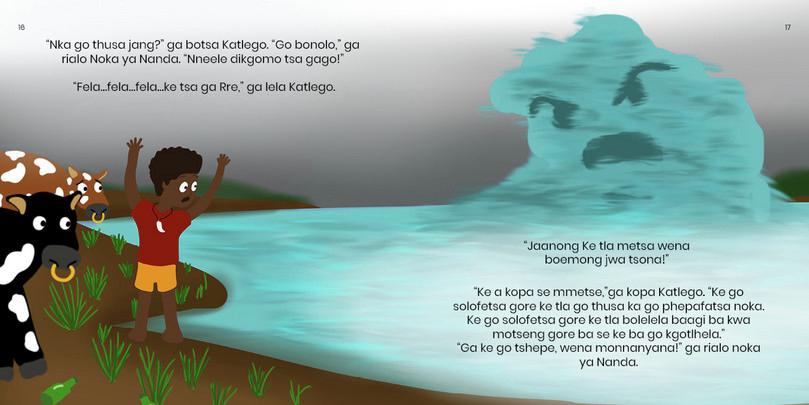 16
“Nka go thusa jang?” ga botsa Katlego. “Go bonolo,” ga
rialo Noka ya Nanda. “Nneele dikgomo tsa gago!”
“Fela...fela...fela...ke tsa ga Rre,” ga lela Katlego.
17
“Jaanong Ke tla metsa wena
boemong jwa tsona!”
“Ke a kopa se mmetse,”ga kopa Katlego. “Ke go
solofetsa gore ke tla go thusa ka go phepafatsa noka.
Ke go solofetsa gore ke tla bolelela baagi ba kwa
motseng gore ba se ke ba go kgotlhela.”
“Ga ke go tshepe, wena monnanyana!” ga rialo noka
ya Nanda.